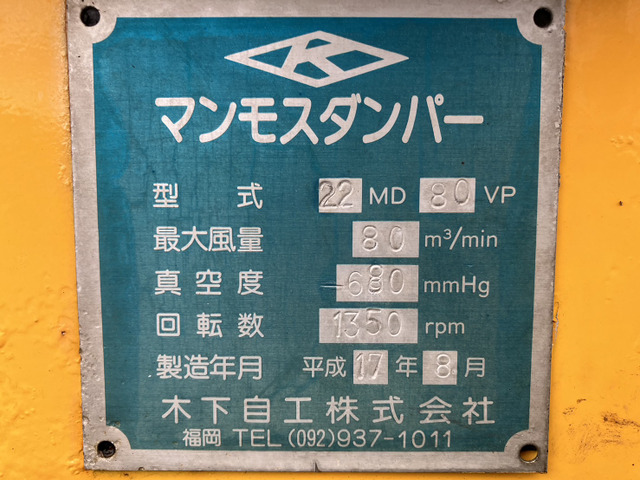 マンモスダンパー
型式 22 MD 80 VP
最大風量 80 m³/min
真空度 -680 mmHg
回転数 1350 rpm
製造年月 平成17年8月
木下自工株式会社
福岡 TEL(092)937-1011